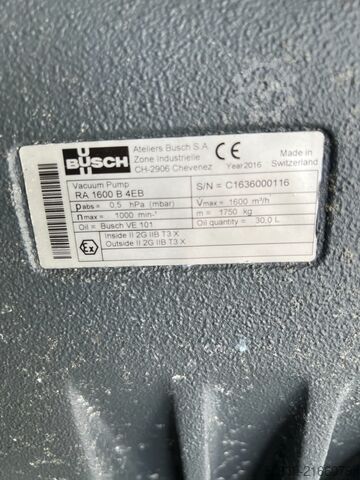 BUSCH
Ateliers Busch S.A
Zone Industrielle
CH-2906 Chevenez
CE
Year2016
Made in
Switzerland
Vacuum Pump
RA 1600 B 4EB
S/N = C1636000116
pabs = 0,5 hPa (mbar)
Vmax = 1600 m³/h
nmax = 1000 min-¹
m = 1750 kg
Oil = Busch VE 101
Oil quantity = 30,0 L
Ex
Inside II 2G IIB T3 X
Outside II 2G IIB T3 X